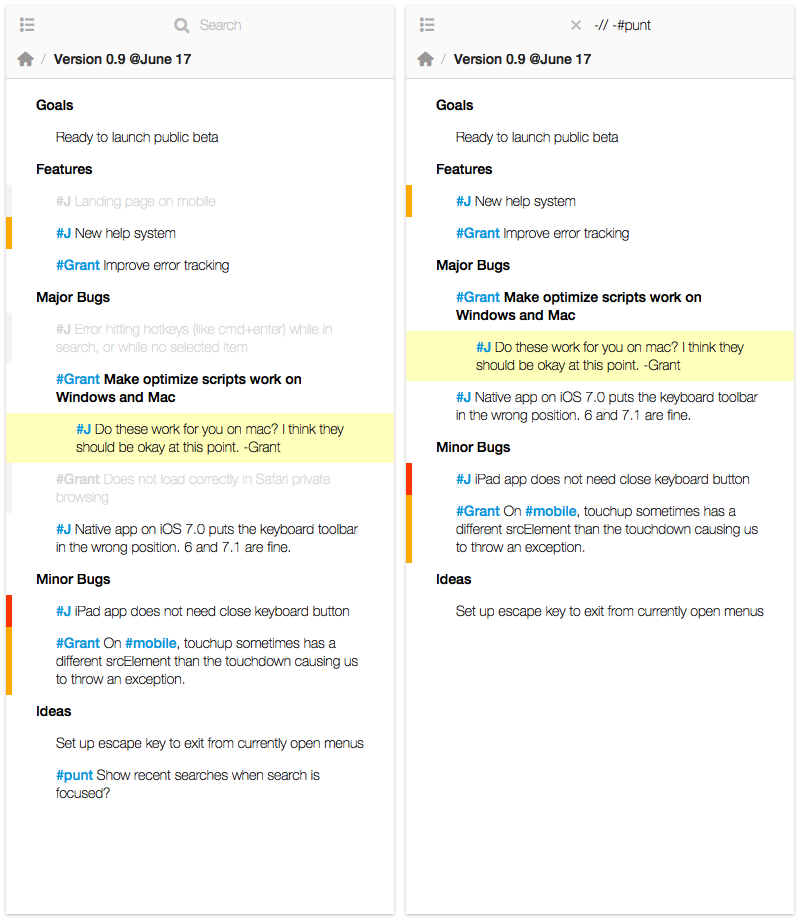 Search
/ Version 0.9 @June 17
Goals
Ready to launch public beta
Features
#J Landing page on mobile
#J New help system
#Grant Improve error tracking
Major Bugs
#J Error hitting hotkeys (like cmd+enter) while in
search, or while no selected item
#Grant Make optimize scripts work on
Windows and Mac
#J Do these work for you on mac? I think they
should be okay at this point. -Grant
#Grant Does not load correctly in Safari private
browsing
#J Native app on iOS 7.0 puts the keyboard toolbar
in the wrong position. 6 and 7.1 are fine.
Minor Bugs
#J iPad app does not need close keyboard button
#Grant On #mobile, touchup sometimes has a
different srcElement than the touchdown causing us
to throw an exception.
Ideas
Set up escape key to exit from currently open menus
#punt Show recent searches when search is
focused?
-// -#punt
/ Version 0.9 @June 17
Goals
Ready to launch public beta
Features
#J New help system
#Grant Improve error tracking
Major Bugs
#Grant Make optimize scripts work on
Windows and Mac
#J Do these work for you on mac? I think they
should be okay at this point. -Grant
#J Native app on iOS 7.0 puts the keyboard toolbar
in the wrong position. 6 and 7.1 are fine.
Minor Bugs
#J iPad app does not need close keyboard button
#Grant On #mobile, touchup sometimes has a
different srcElement than the touchdown causing us
to throw an exception.
Ideas
Set up escape key to exit from currently open menus